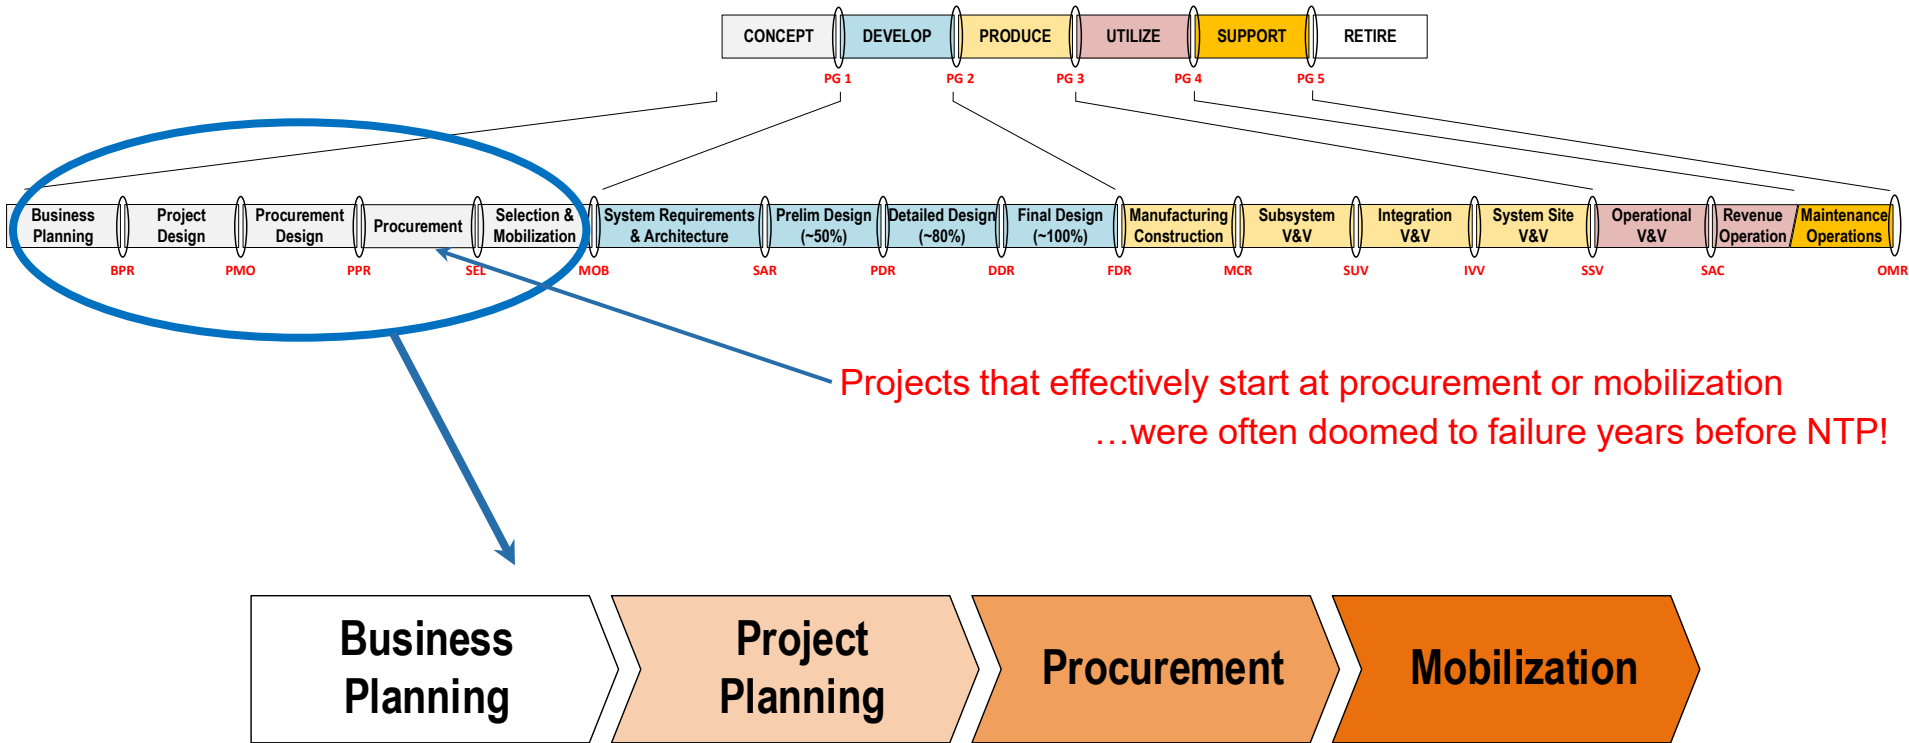 CONCEPT DEVELOP PRODUCE UTILIZE SUPPORT RETIRE
PG 1 PG 2 PG 3 PG 4 PG 5
Business
Planning
Project
Design
Procurement
Design
Procurement
Selection &
Mobilization
System Requirements
& Architecture
Prelim Design
(~50%)
Detailed Design
(~80%)
Final Design
(~100%)
Manufacturing
Construction
Subsystem
V&V
Integration
V&V
System Site
V&V
Operational
V&V
Revenue
Operation
Maintenance
Operations
BPR PMO PPR SEL MOB SAR PDR DDR FDR MCR SUV IVV SSV SAC OMR
Projects that effectively start at procurement or mobilization
…were often doomed to failure years before NTP!
Business
Planning
Project
Planning
Procurement
Mobilization